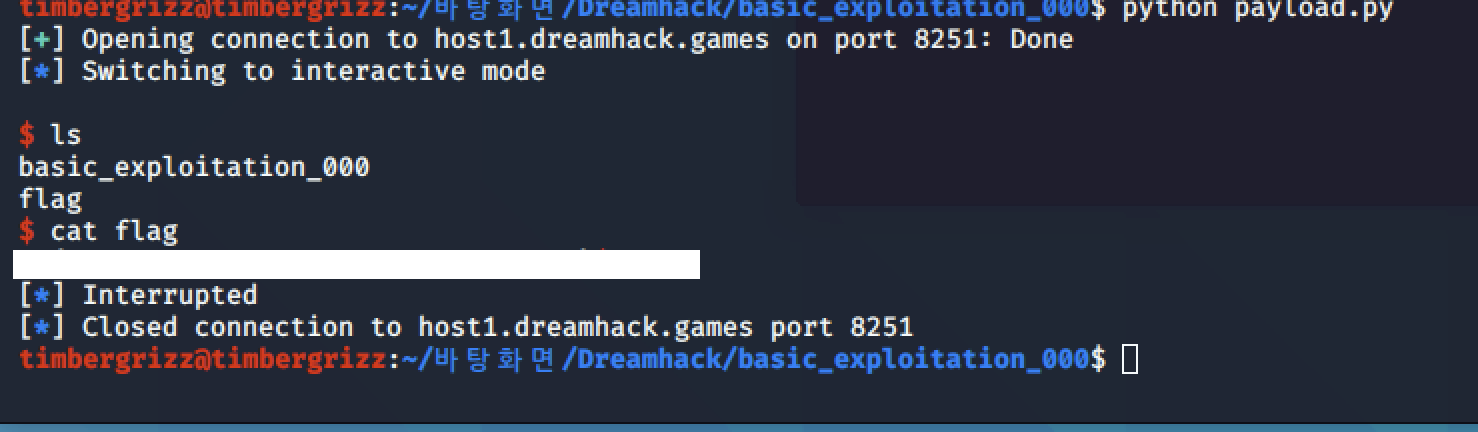 timbergrizz@timbergrizz:~/바탕화면/Dreamhack/basic_exploitation_000$ python payload.py
[+] Opening connection to host1.dreamhack.games on port 8251: Done
[*] Switching to interactive mode
$ ls
basic_exploitation_000
flag
$ cat flag
[*] Interrupted
[*] Closed connection to host1.dreamhack.games port 8251
timbergrizz@timbergrizz:~/바탕화면/Dreamhack/basic_exploitation_000$